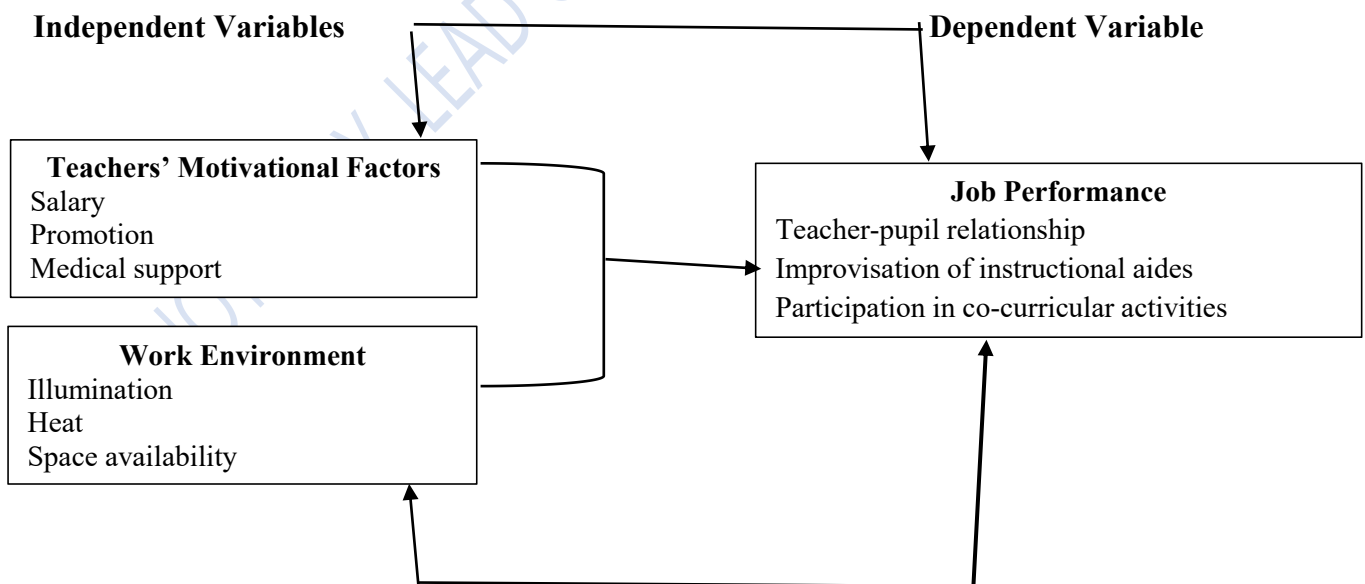 Independent Variables
Dependent Variable
Teachers’ Motivational Factors
Salary
Promotion
Medical support
Work Environment
Illumination
Heat
Space availability
Job Performance
Teacher-pupil relationship
Improvisation of instructional aides
Participation in co-curricular activities
LEAD